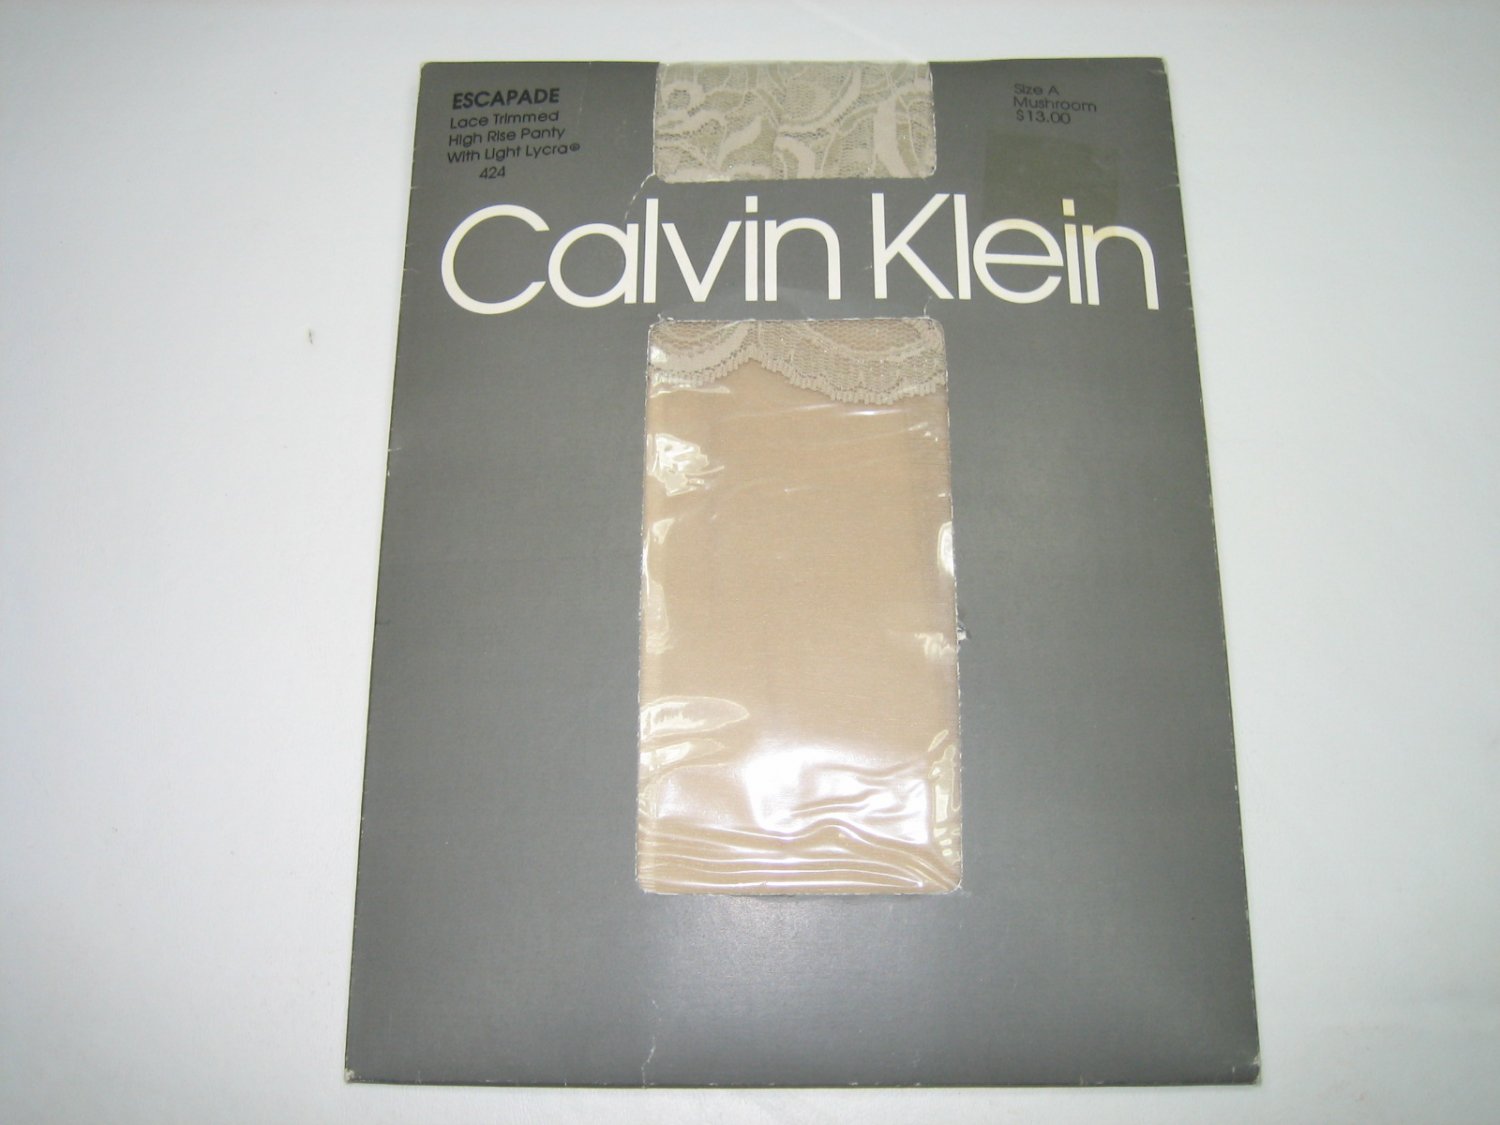 ESCAPADE
Lace Trimmed
High Rise Panty
With Light Lycra®
424
Size A
Mushroom
$13.00
Calvin Klein